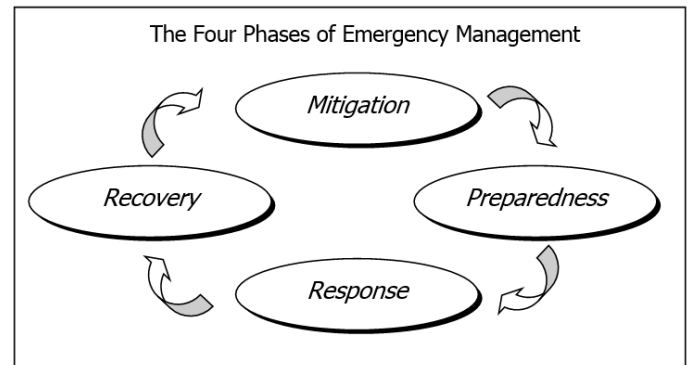 The Four Phases of Emergency Management
Mitigation
Recovery
Preparedness
Response